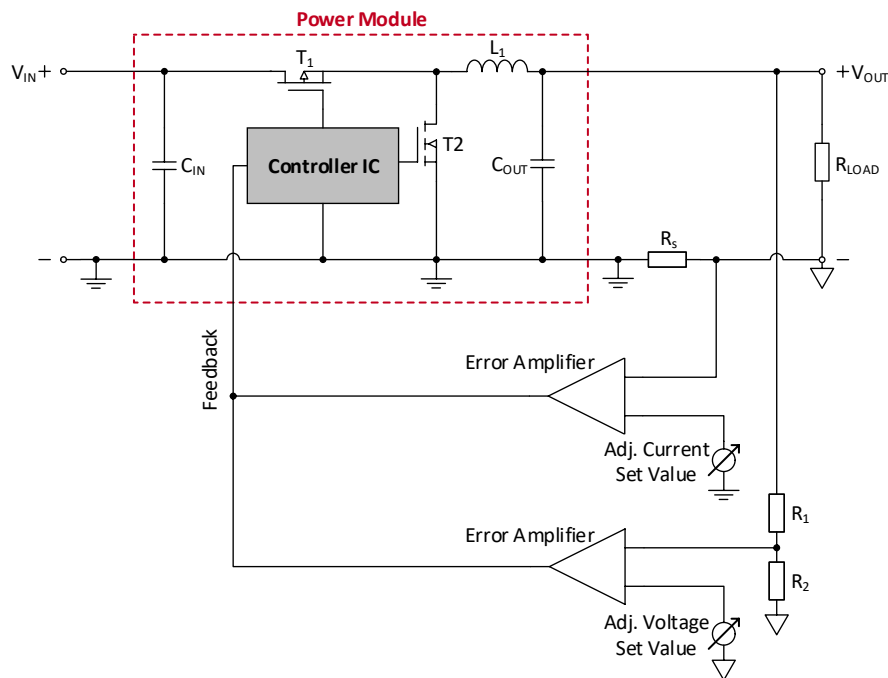 Power Module
T1
L1
VIN+
+VOUT
T2
CIN
Controller IC
COUT
RLOAD
Rs
−
−
Feedback
Error Amplifier
Adj. Current
Set Value
R1
Error Amplifier
R2
Adj. Voltage
Set Value